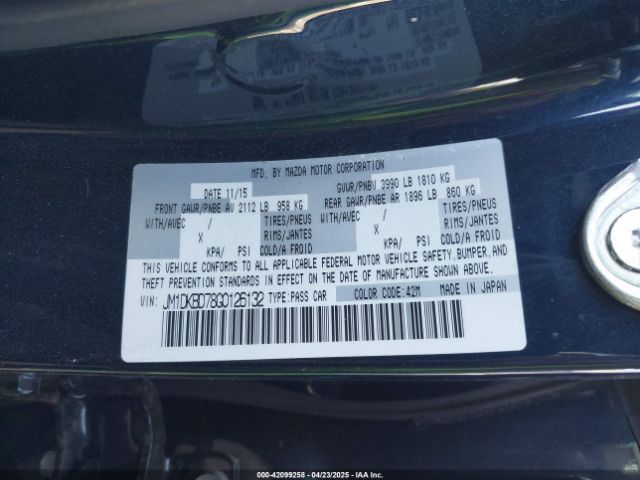 MFD. BY MAZDA MOTOR CORPORATION
DATE 11/15 GVWR/PNBV 3990 LB 1810 KG
FRONT GAWR/PNBE AV 2112 LB 958 KG REAR GAWR/PNBE AR 1896 LB 860 KG
WITH/AVEC / TIRES/PNEUS WITH/AVEC / TIRES/PNEUS
X RIMS/JANTES X RIMS/JANTES
KPA/ PSI COLD/A FROID KPA/ PSI COLD/A FROID
THIS VEHICLE CONFORMS TO ALL APPLICABLE FEDERAL MOTOR VEHICLE SAFETY, BUMPER, AND
THEFT PREVENTION STANDARDS IN EFFECT ON THE DATE OF MANUFACTURE SHOWN ABOVE.
VIN: JM1DKBD78G0126132 TYPE:PASS CAR COLOR CODE:42M MADE IN JAPAN
000-42099258 - 04/23/2025 - IAAI.COM